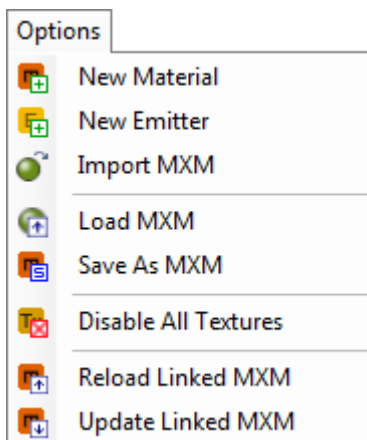 Options
New Material
New Emitter
Import MXM
Load MXM
Save As MXM
Disable All Textures
Reload Linked MXM
Update Linked MXM